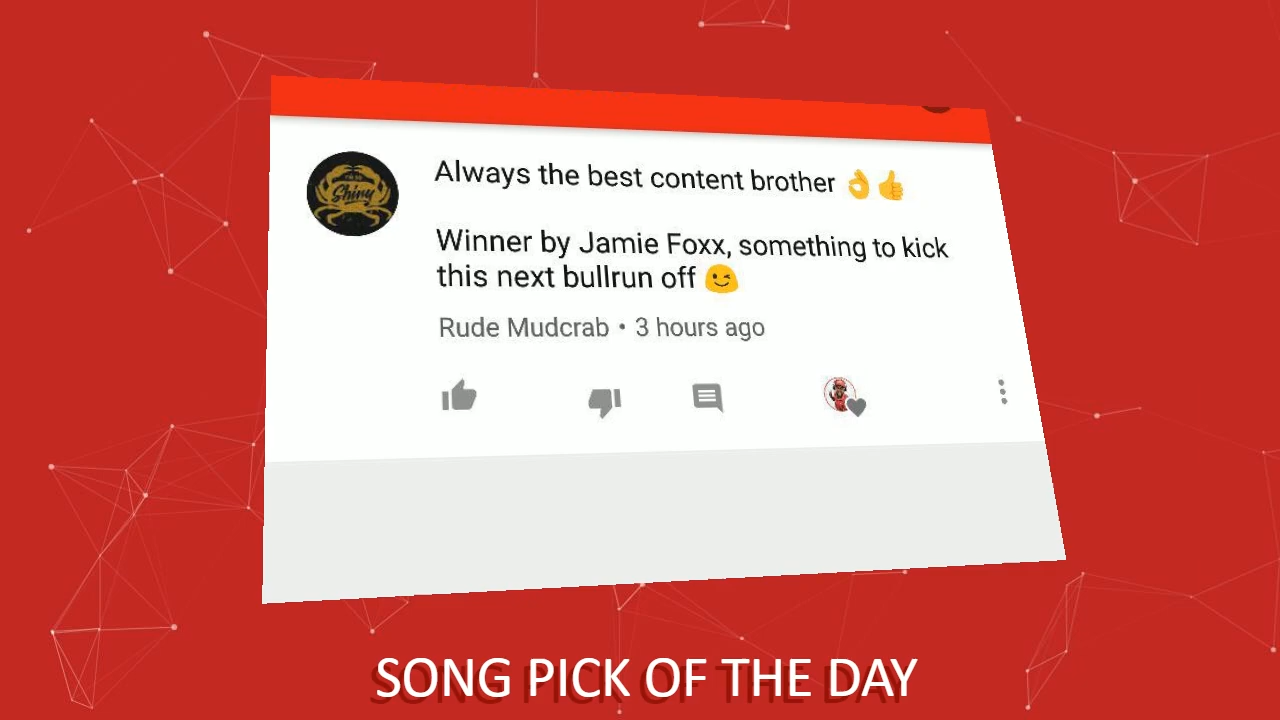 Always the best content brother 👌👍
Winner by Jamie Foxx, something to kick
this next bullrun off 😉
Rude Mudcrab • 3 hours ago
Shiny
SONG PICK OF THE DAY